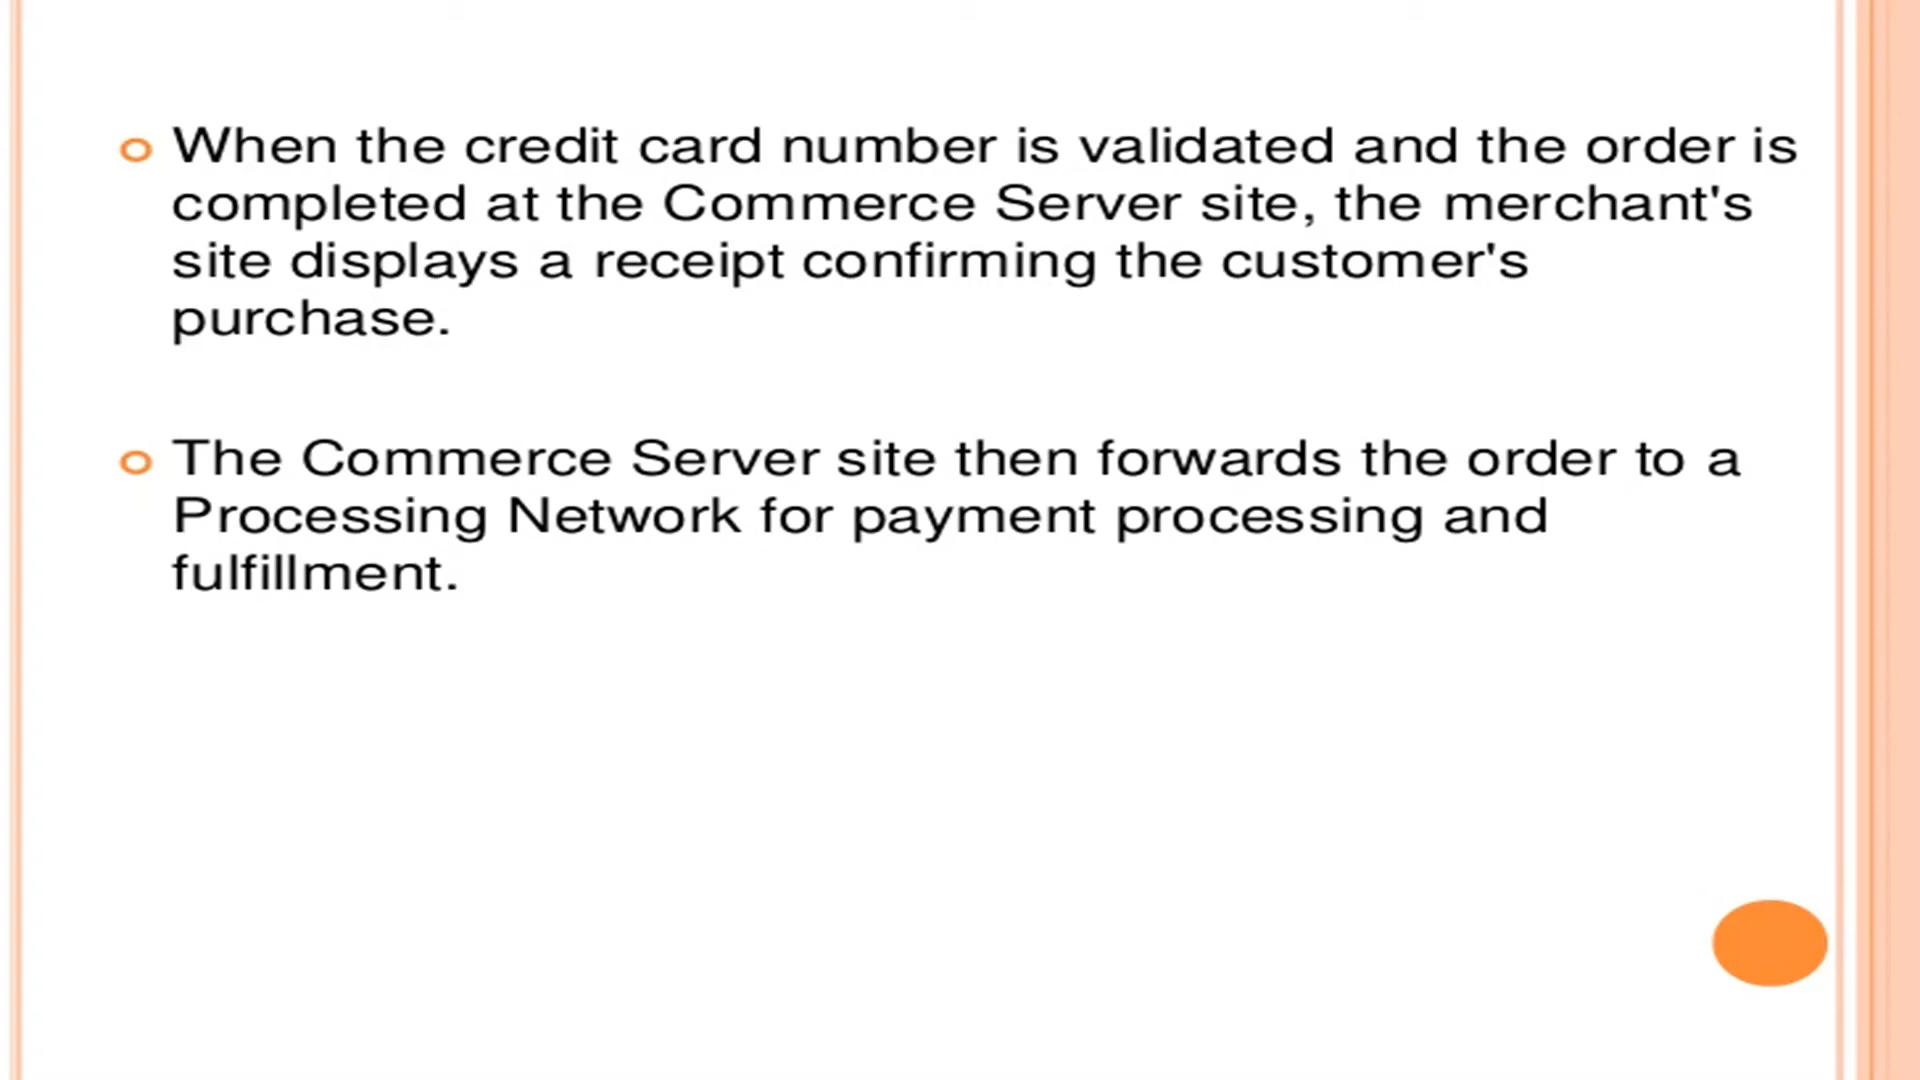 When the credit card number is validated and the order is
completed at the Commerce Server site, the merchant's
site displays a receipt confirming the customer's
purchase.
The Commerce Server site then forwards the order to a
Processing Network for payment processing and
fulfillment.